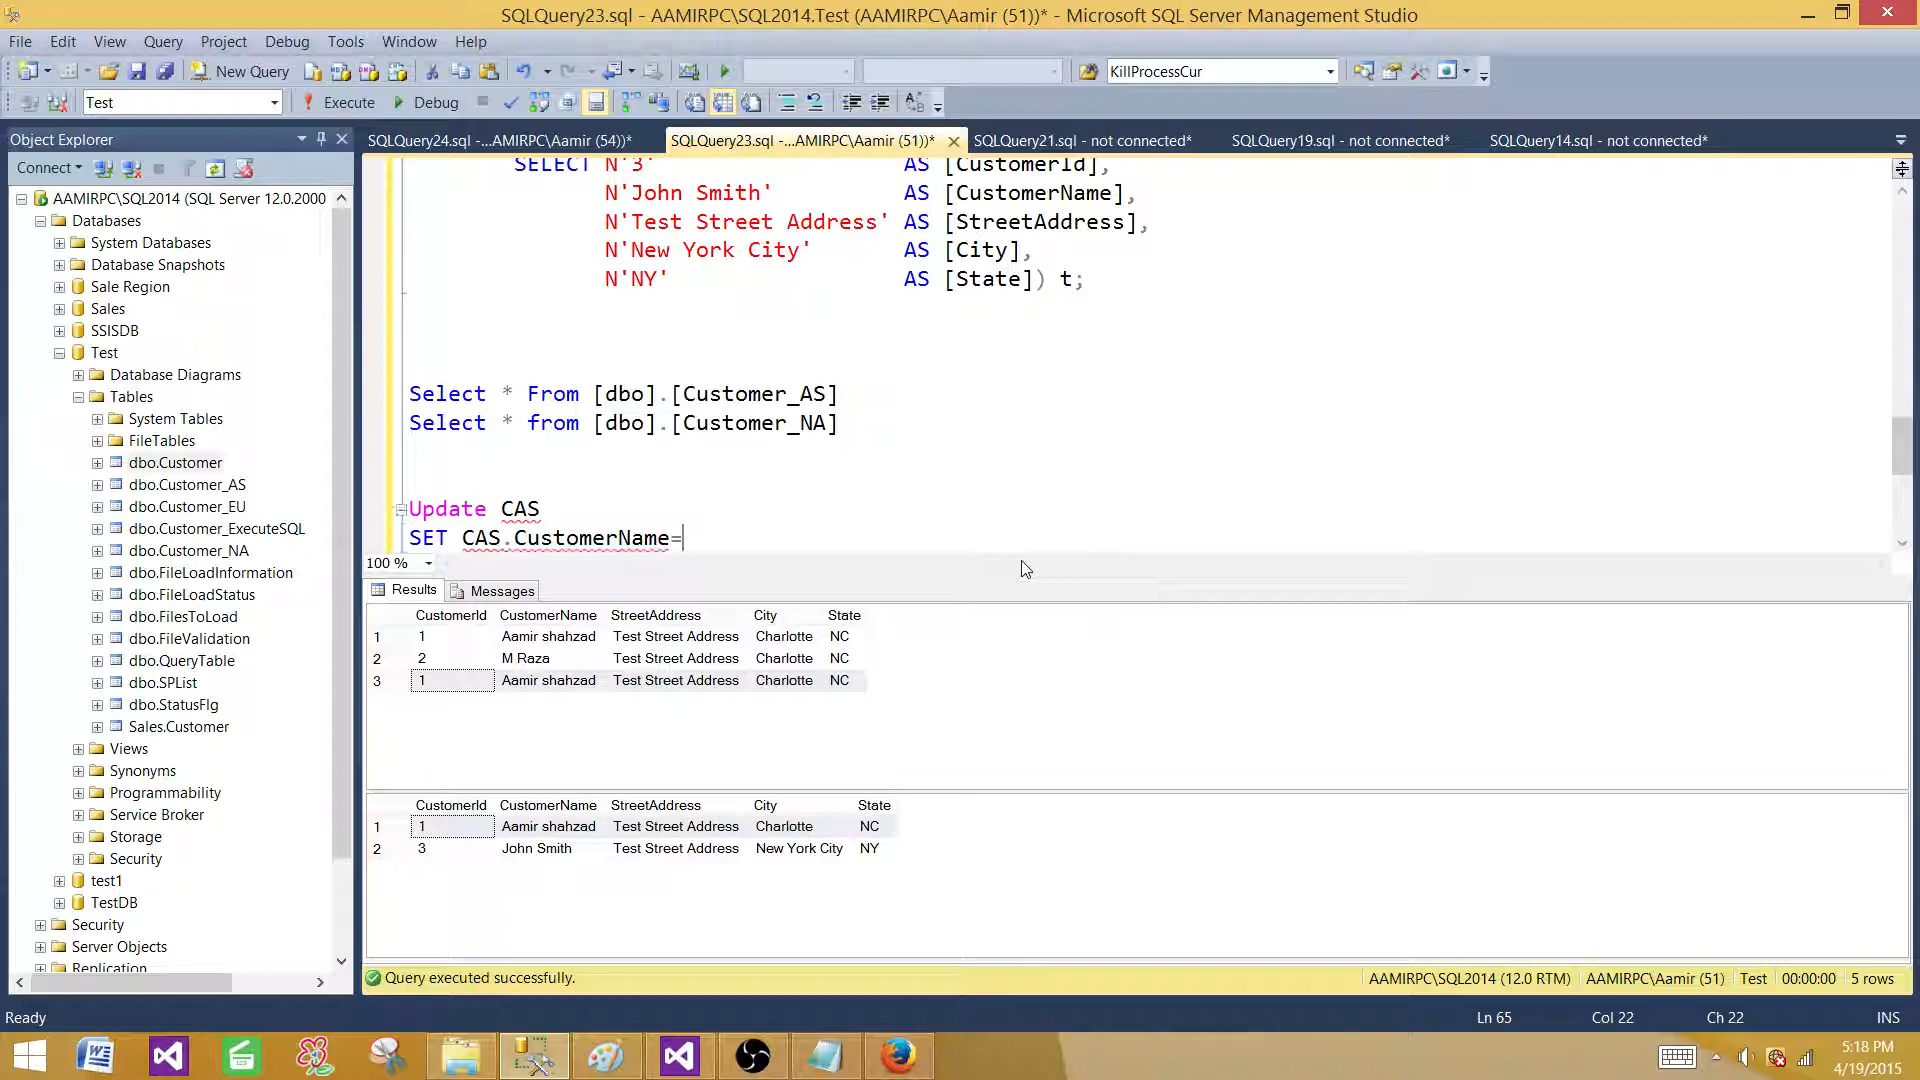 SQLQuery23.sql - AAMIRPC\SQL2014.Test (AAMIRPC\Aamir (51))* - Microsoft SQL Server Management Studio
File Edit View Query Project Debug Tools Window Help
New Query KillProcessCur
Test Execute Debug
Object Explorer
Connect
AAMIRPC\SQL2014 (SQL Server 12.0.2000
Databases
System Databases
Database Snapshots
Sale Region
Sales
SSISDB
Test
Database Diagrams
Tables
System Tables
FileTables
dbo.Customer
dbo.Customer_AS
dbo.Customer_EU
dbo.Customer_ExecuteSQL
dbo.Customer_NA
dbo.FileLoadInformation
dbo.FileLoadStatus
dbo.FilesToLoad
dbo.FileValidation
dbo.QueryTable
dbo.SPList
dbo.StatusFlg
Sales.Customer
Views
Synonyms
Programmability
Service Broker
Storage
Security
test1
TestDB
Security
Server Objects
Replication
SQLQuery24.sql -...AMIRPC\Aamir (54))* SQLQuery23.sql -...AMIRPC\Aamir (51))* SQLQuery21.sql - not connected* SQLQuery19.sql - not connected* SQLQuery14.sql - not connected*
SELECT N'3' AS [CustomerId],
N'John Smith' AS [CustomerName],
N'Test Street Address' AS [StreetAddress],
N'New York City' AS [City],
N'NY' AS [State]) t;
Select * From [dbo].[Customer_AS]
Select * from [dbo].[Customer_NA]
Update CAS
SET CAS.CustomerName=
100 %
Results Messages
CustomerId CustomerName StreetAddress City State
1 1 Aamir shahzad Test Street Address Charlotte NC
2 2 M Raza Test Street Address Charlotte NC
3 1 Aamir shahzad Test Street Address Charlotte NC
CustomerId CustomerName StreetAddress City State
1 1 Aamir shahzad Test Street Address Charlotte NC
2 3 John Smith Test Street Address New York City NY
Query executed successfully. AAMIRPC\SQL2014 (12.0 RTM) AAMIRPC\Aamir (51) Test 00:00:00 5 rows
Ready Ln 65 Col 22 Ch 22 INS
5:18 PM
4/19/2015